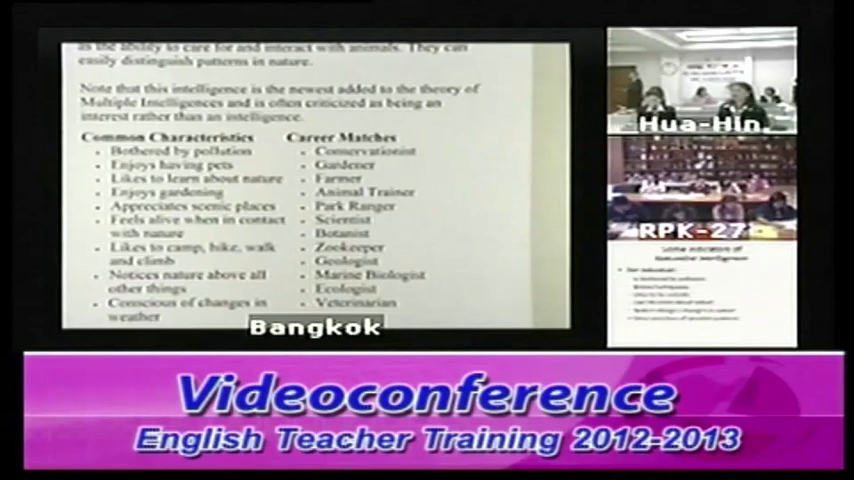 as the ability to care for and interact with animals. They can
easily distinguish patterns in nature.
Note that this intelligence is the newest added to the theory of
Multiple Intelligences and is often criticized as being an
interest rather than an intelligence.
Common Characteristics
• Bothered by pollution
• Enjoys having pets
• Likes to learn about nature
• Enjoys gardening
• Appreciates scenic places
• Feels alive when in contact
with nature
• Likes to camp, hike, walk
and climb
• Notices nature above all
other things
• Conscious of changes in
weather
Career Matches
• Conservationist
• Gardener
• Farmer
• Animal Trainer
• Park Ranger
• Scientist
• Botanist
• Zookeeper
• Geologist
• Marine Biologist
• Ecologist
• Veterinarian
Bangkok
Hua-Hin
RPK-27
Some indicators of
Naturalist Intelligence
Videoconference
English Teacher Training 2012-2013